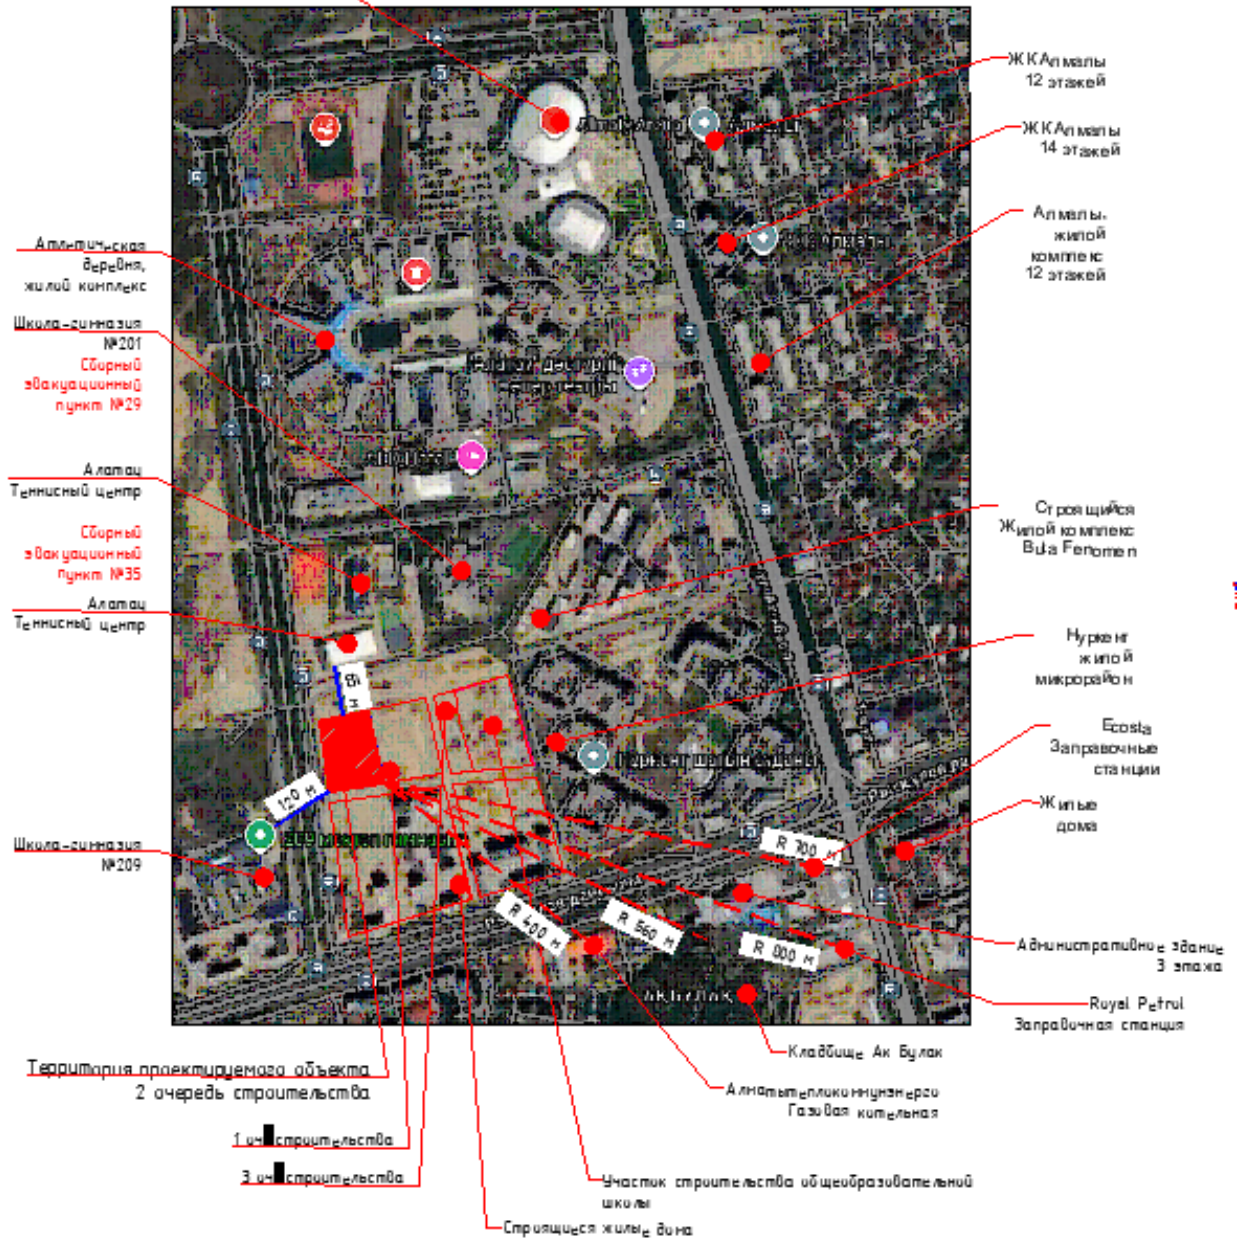 Атлетическая
деревня,
жилой комплекс
Школа-гимназия
№201
Сборный
эвакуационный
пункт №29
Алатау
Теннисный центр
Сборный
эвакуационный
пункт №35
Алатау
Теннисный центр
Школа-гимназия
№209
ЖК Алмалы
12 этажей
ЖК Алмалы
14 этажей
Алмалы,
жилой
комплекс
12 этажей
Строящийся
Жилой комплекс
Bula Fenomen
Нуркент
жилой
микрорайон
Ecosta
Заправочные
станции
Жилые
дома
Административное здание
3 этажа
Royal Petrol
Заправочная станция
120 м
R 700
R 400 м
R 560 м
R 800 м
АҚБҰЛАҚ
Кладбище Ак Булак
Алматытеплокоммунэнерго
Газовая котельная
Территория проектируемого объекта
2 очередь строительства
1 оч строительства
3 оч строительства
Участок строительства общеобразовательной
школы
Строящиеся жилые дома